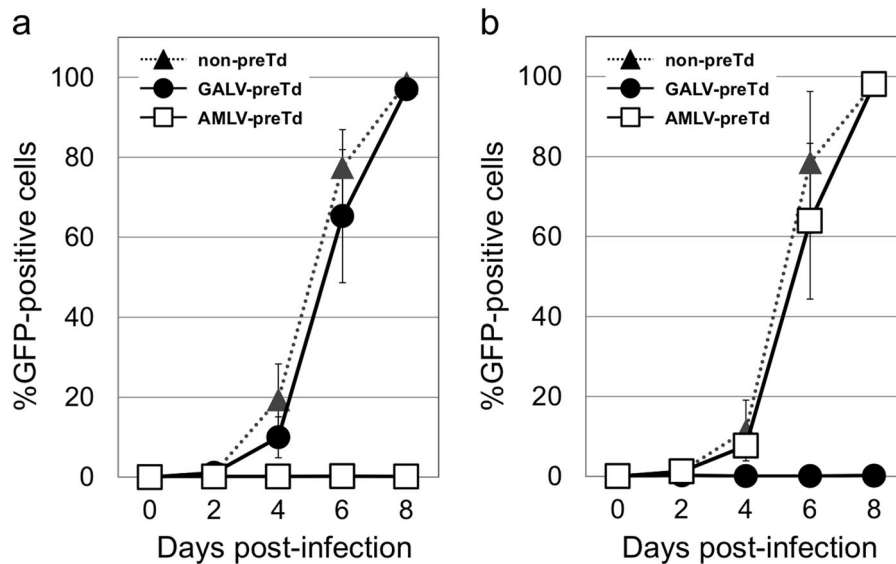 a
non-preTd
GALV-preTd
AMLV-preTd
100
80
60
40
20
0
%GFP-positive cells
0 2 4 6 8
Days post-infection
b
non-preTd
GALV-preTd
AMLV-preTd
100
80
60
40
20
0
%GFP-positive cells
0 2 4 6 8
Days post-infection